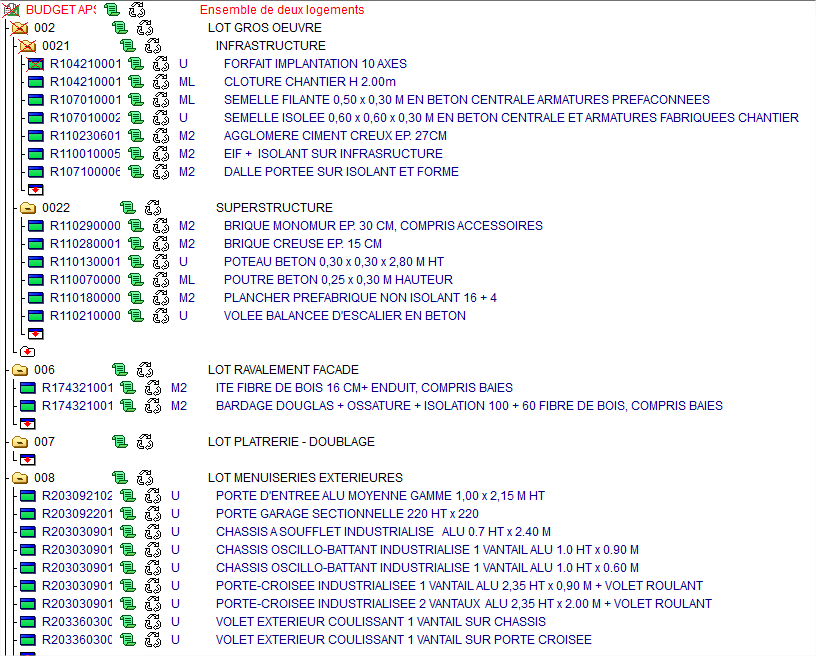 BUDGET APS Ensemble de deux logements
002 LOT GROS OEUVRE
0021 INFRASTRUCTURE
R104210001 U FORFAIT IMPLANTATION 10 AXES
R104210001 ML CLOTURE CHANTIER H 2.00m
R107010001 ML SEMELLE FILANTE 0,50 x 0,30 M EN BETON CENTRALE ARMATURES PREFACONNEES
R107010002 U SEMELLE ISOLEE 0,60 x 0,60 x 0,30 M EN BETON CENTRALE ET ARMATURES FABRIQUEES CHANTIER
R110230601 M2 AGGLOMERE CIMENT CREUX EP. 27CM
R110010005 M2 EIF + ISOLANT SUR INFRASRUCTURE
R107100006 M2 DALLE PORTEE SUR ISOLANT ET FORME
0022 SUPERSTRUCTURE
R110290000 M2 BRIQUE MONOMUR EP. 30 CM, COMPRIS ACCESSOIRES
R110280001 M2 BRIQUE CREUSE EP. 15 CM
R110130001 U POTEAU BETON 0,30 x 0,30 x 2,80 M HT
R110070000 ML POUTRE BETON 0,25 x 0,30 M HAUTEUR
R110180000 M2 PLANCHER PREFABRIQUE NON ISOLANT 16 + 4
R110210000 U VOLEE BALANCEE D'ESCALIER EN BETON
006 LOT RAVALEMENT FACADE
R174321001 M2 ITE FIBRE DE BOIS 16 CM+ ENDUIT, COMPRIS BAIES
R174321001 M2 BARDAGE DOUGLAS + OSSATURE + ISOLATION 100 + 60 FIBRE DE BOIS, COMPRIS BAIES
007 LOT PLATRERIE - DOUBLAGE
008 LOT MENUISERIES EXTERIEURES
R203092102 U PORTE D'ENTREE ALU MOYENNE GAMME 1,00 x 2,15 M HT
R203092201 U PORTE GARAGE SECTIONNELLE 220 HT x 220
R203030901 U CHASSIS A SOUFFLET INDUSTRIALISE ALU 0.7 HT x 2.40 M
R203030901 U CHASSIS OSCILLO-BATTANT INDUSTRIALISE 1 VANTAIL ALU 1.0 HT x 0.90 M
R203030901 U CHASSIS OSCILLO-BATTANT INDUSTRIALISE 1 VANTAIL ALU 1.0 HT x 0.60 M
R203030901 U PORTE-CROISEE INDUSTRIALISEE 1 VANTAIL ALU 2,35 HT x 0,90 M + VOLET ROULANT
R203030901 U PORTE-CROISEE INDUSTRIALISEE 2 VANTAUX ALU 2,35 HT x 2.00 M + VOLET ROULANT
R20336030C U VOLET EXTERIEUR COULISSANT 1 VANTAIL SUR CHASSIS
R20336030C U VOLET EXTERIEUR COULISSANT 1 VANTAIL SUR PORTE CROISEE